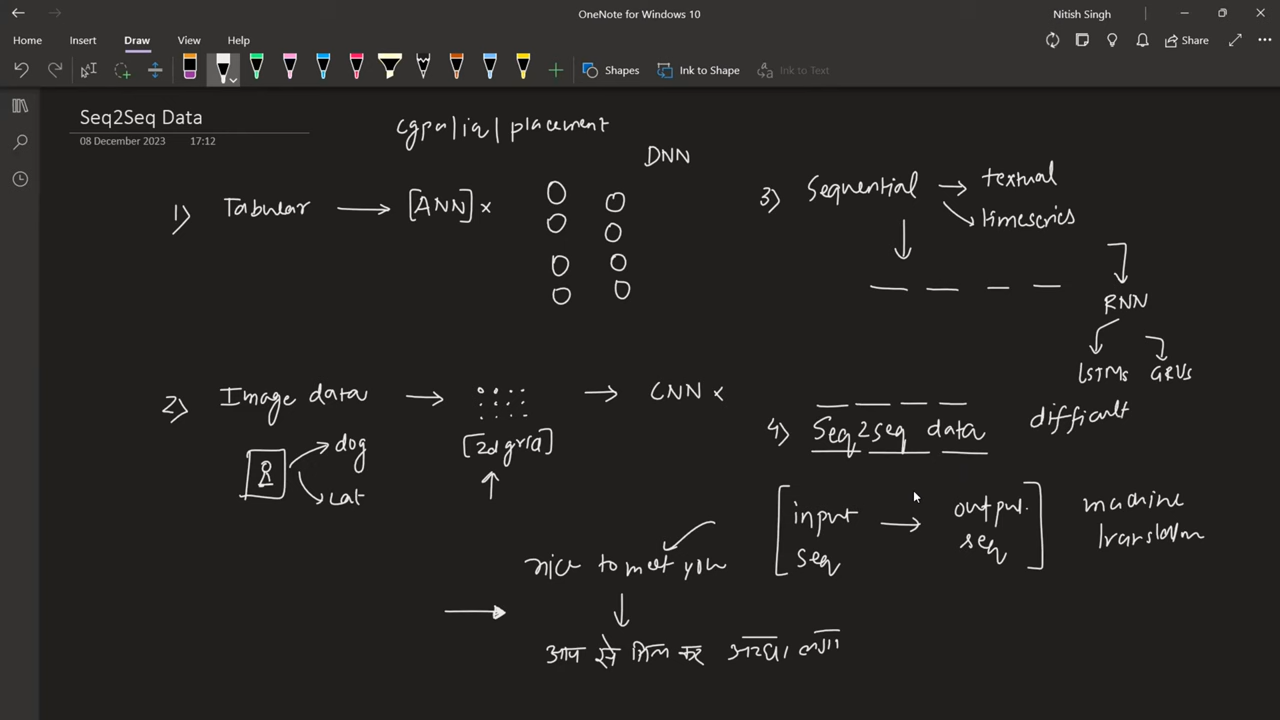 OneNote for Windows 10
Nitish Singh
Home Insert Draw View Help
Share
Shapes
Ink to Shape
Ink to Text
Seq2Seq Data
08 December 2023 17:12
cgpa/iq/placement
DNN
1) Tabular → [ANN] ×
3) Sequential → textual
timeseries
RNN
LSTMs GRUs
2) Image data → → CNN ×
[2d grid]
dog
cat
4) Seq2seq data
difficult
input → output
seq seq
machine
translation
nice to meet you
आप से मिल कर अच्छा लगा